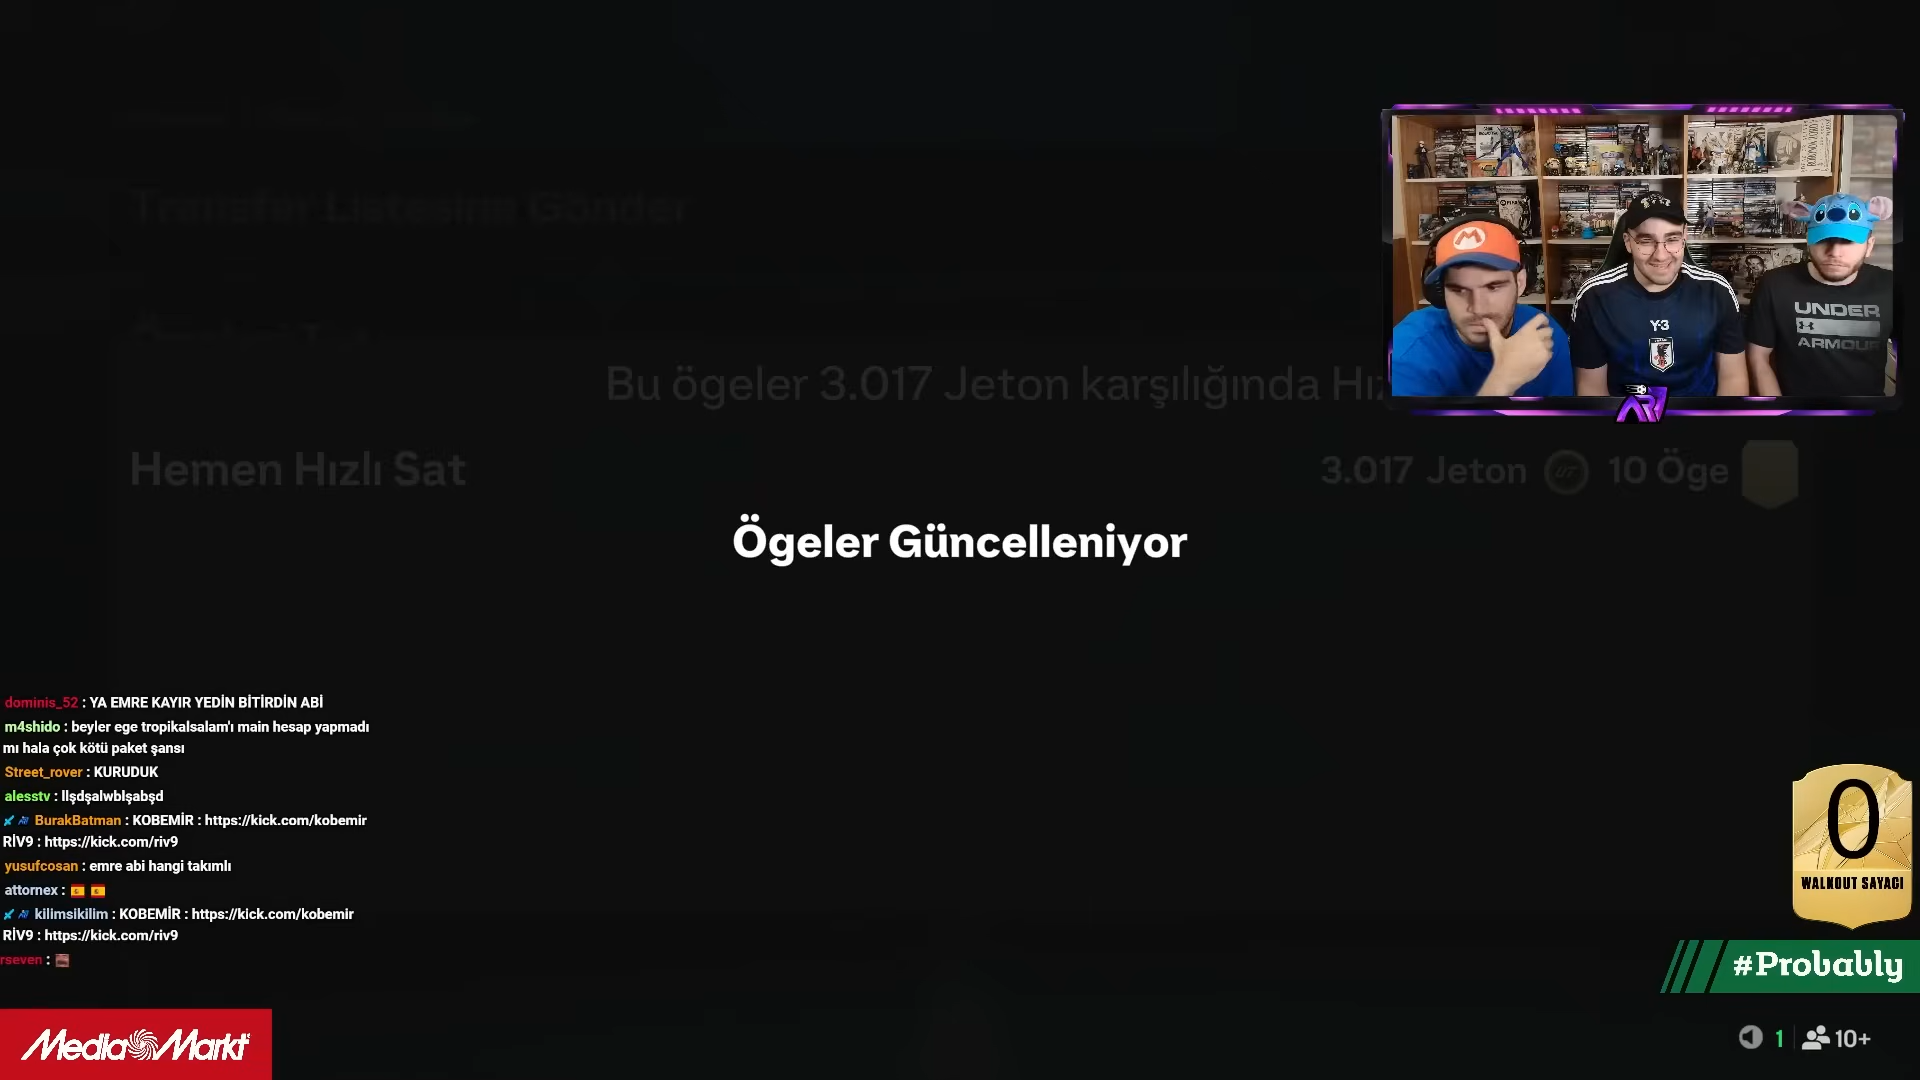 Transfer Listesine Gönder
Bu ögeler 3.017 Jeton karşılığında Hız
Hemen Hızlı Sat
3.017 Jeton UT 10 Öge
Ögeler Güncelleniyor
M
Y-3
UNDER
ARMOUR
dominis_52 : YA EMRE KAYIR YEDİN BİTİRDİN ABİ
m4shido : beyler ege tropikalsalam'ı main hesap yapmadı
mı hala çok kötü paket şansı
Street_rover : KURUDUK
alesstv : llşdşalwblşabşd
BurakBatman : KOBEMİR : https://kick.com/kobemir
RİV9 : https://kick.com/riv9
yusufcosan : emre abi hangi takımlı
attornex :
kilimsikilim : KOBEMİR : https://kick.com/kobemir
RİV9 : https://kick.com/riv9
rseven :
0
WALKOUT SAYACI
#Probably
MediaMarkt
1
10+